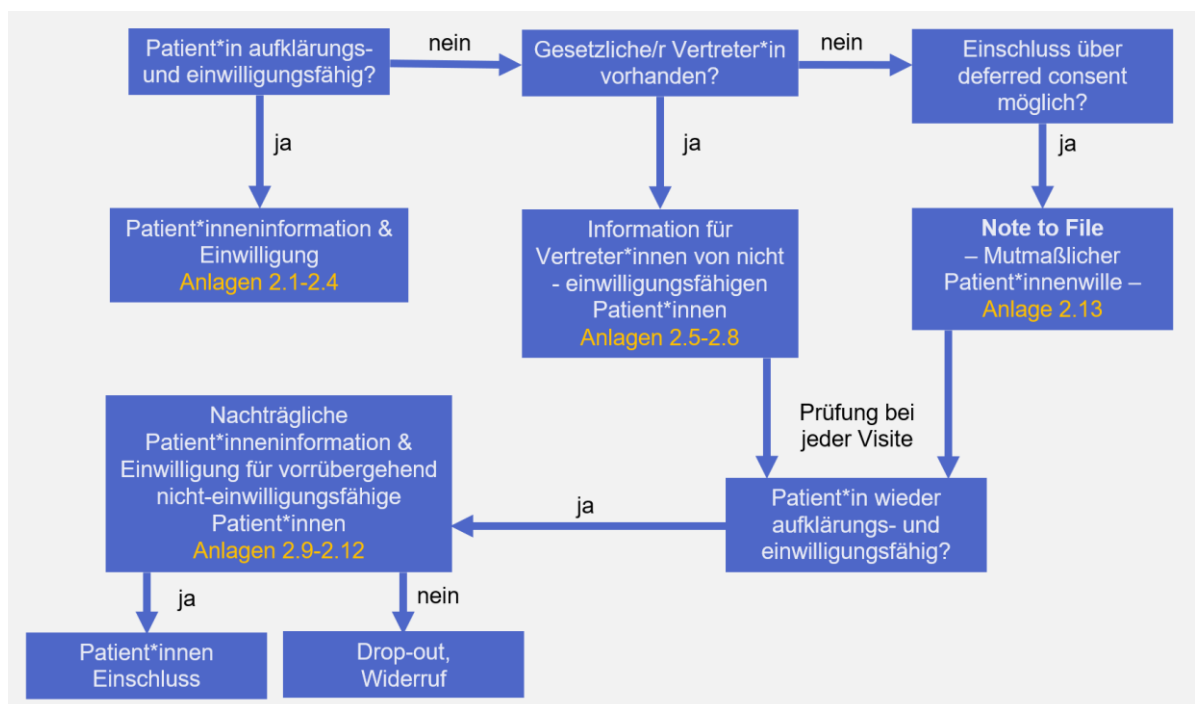 Patient*in aufklärungs-
und einwilligungsfähig?
nein
Gesetzliche/r Vertreter*in
vorhanden?
nein
Einschluss über
deferred consent
möglich?
ja
ja
ja
Patient*inneninformation &
Einwilligung
Anlagen 2.1-2.4
Information für
Vertreter*innen von nicht
- einwilligungsfähigen
Patient*innen
Anlagen 2.5-2.8
Note to File
– Mutmaßlicher
Patient*innenwille –
Anlage 2.13
Prüfung bei
jeder Visite
Patient*in wieder
aufklärungs- und
einwilligungsfähig?
ja
Nachträgliche
Patient*inneninformation &
Einwilligung für vorrübergehend
nicht-einwilligungsfähige
Patient*innen
Anlagen 2.9-2.12
ja
nein
Patient*innen
Einschluss
Drop-out,
Widerruf